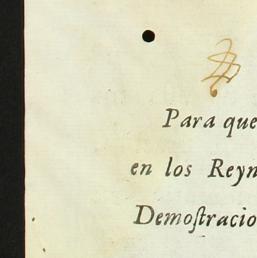 Para que
en los Reyn
Demoſtracio